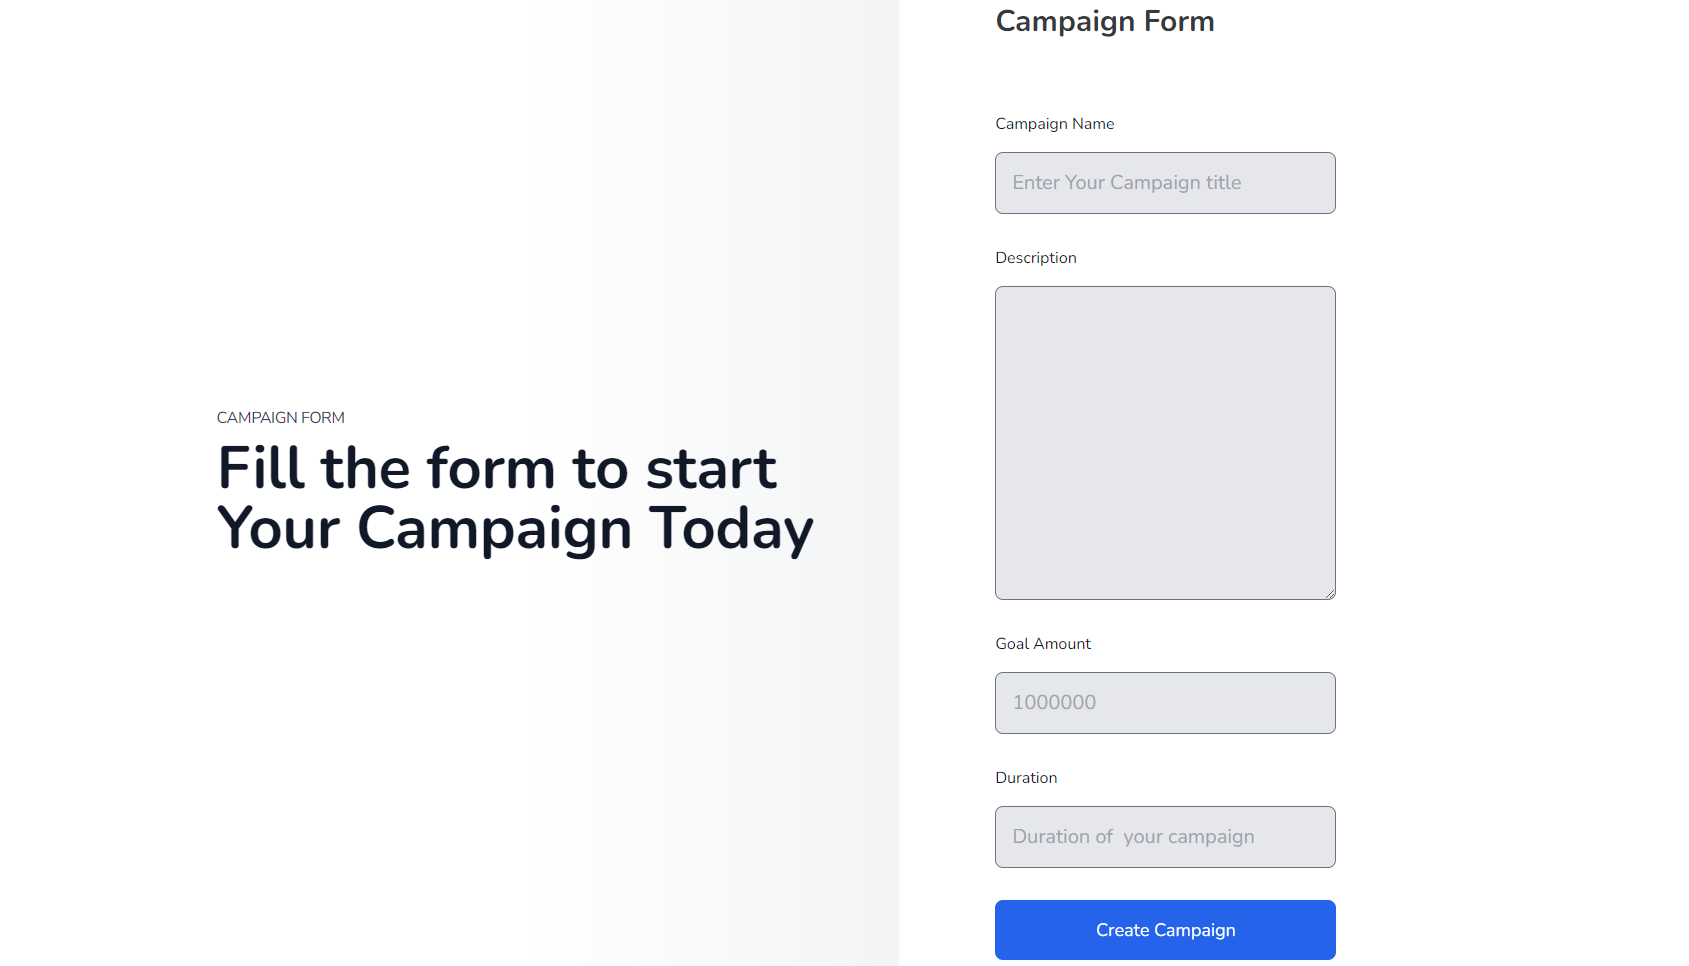 CAMPAIGN FORM
Fill the form to start
Your Campaign Today
Campaign Form
Campaign Name
Enter Your Campaign title
Description
Goal Amount
1000000
Duration
Duration of  your campaign
Create Campaign